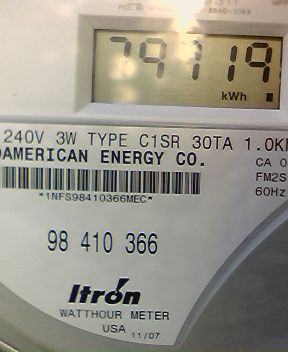 79119
kWh
240V 3W TYPE C1SR 30TA 1.0K
AMERICAN ENERGY CO.
CA 0
FM2S
60Hz
*1NFS98410366MEC*
98 410 366
Itrón
WATTHOUR METER
USA 11/07